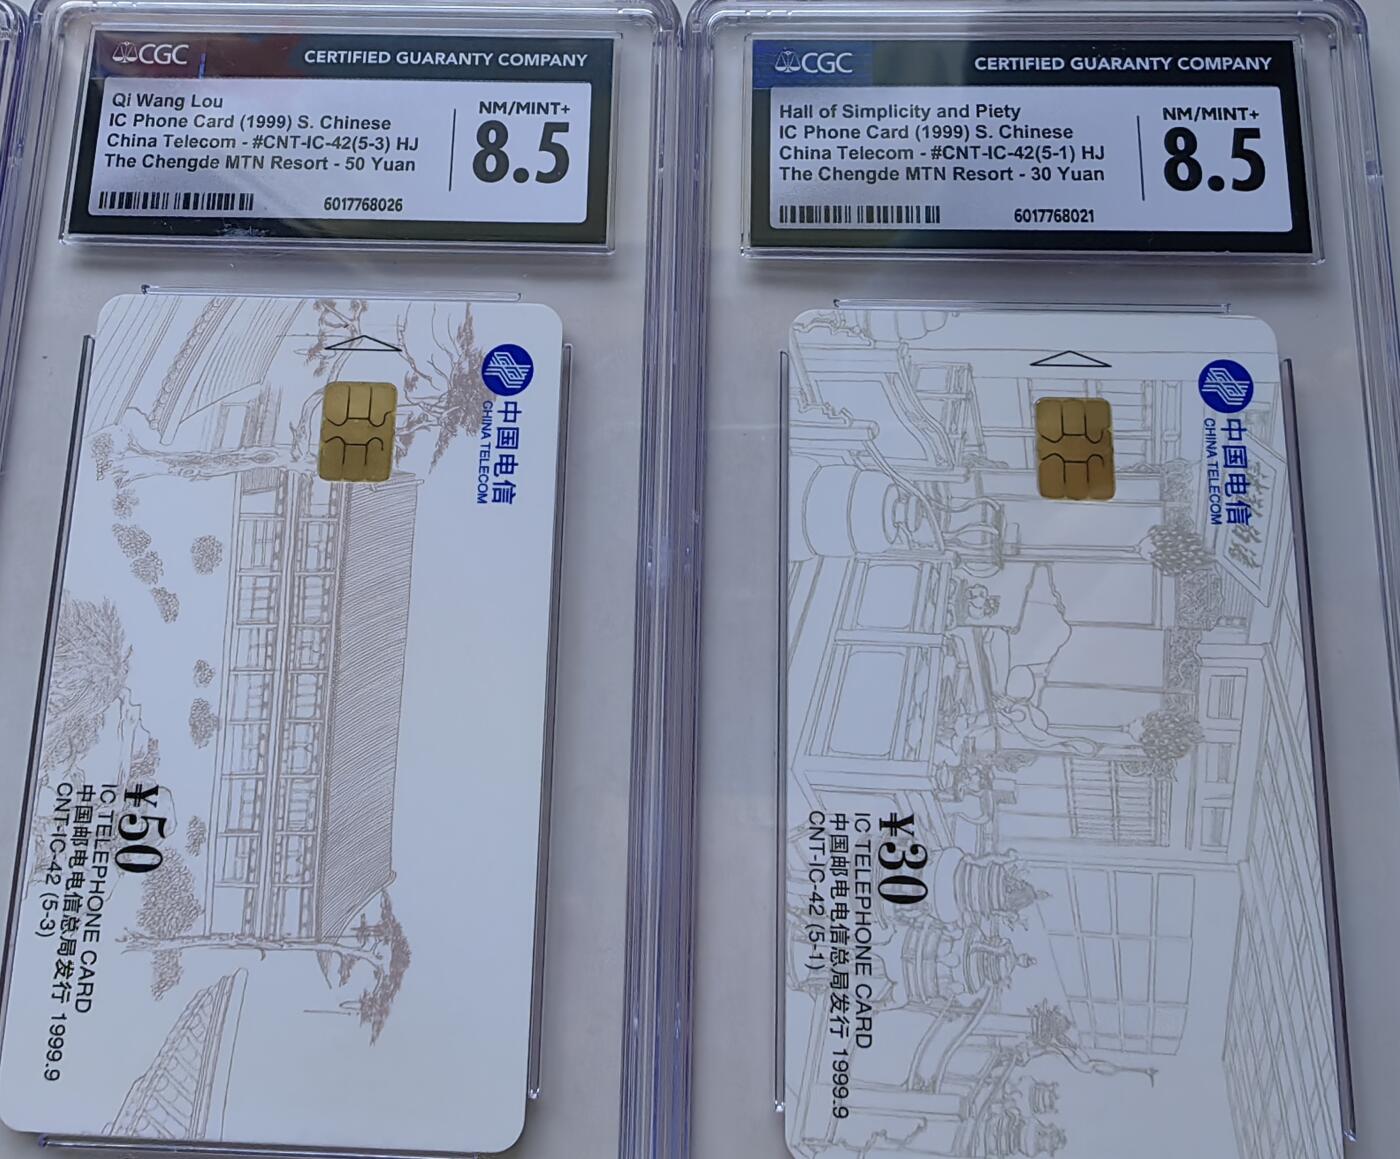 CGC
CERTIFIED GUARANTY COMPANY
Qi Wang Lou
IC Phone Card (1999) S. Chinese
China Telecom - #CNT-IC-42(5-3) HJ
The Chengde MTN Resort - 50 Yuan
NM/MINT+
8.5
6017768026
中国电信
CHINA TELECOM
¥50
IC TELEPHONE CARD
中国邮电电信总局发行 1999.9
CNT-IC-42 (5-3)
CGC
CERTIFIED GUARANTY COMPANY
Hall of Simplicity and Piety
IC Phone Card (1999) S. Chinese
China Telecom - #CNT-IC-42(5-1) HJ
The Chengde MTN Resort - 30 Yuan
NM/MINT+
8.5
6017768021
中国电信
CHINA TELECOM
¥30
IC TELEPHONE CARD
中国邮电电信总局发行 1999.9
CNT-IC-42 (5-1)